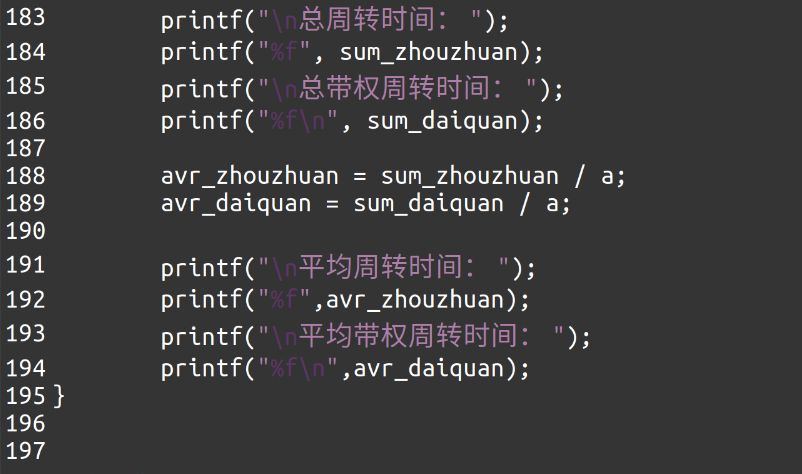 183 printf("\n总周转时间： ");
184 printf("%f", sum_zhouzhuan);
185 printf("\n总带权周转时间： ");
186 printf("%f\n", sum_daiquan);
187
188 avr_zhouzhuan = sum_zhouzhuan / a;
189 avr_daiquan = sum_daiquan / a;
190
191 printf("\n平均周转时间： ");
192 printf("%f",avr_zhouzhuan);
193 printf("\n平均带权周转时间： ");
194 printf("%f\n",avr_daiquan);
195 }
196
197